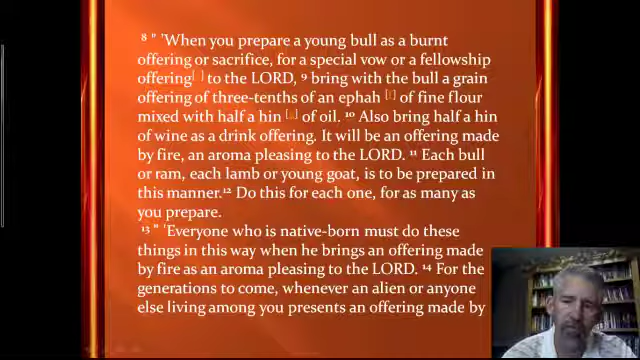 8 " 'When you prepare a young bull as a burnt
offering or sacrifice, for a special vow or a fellowship
offering[ ] to the LORD, 9 bring with the bull a grain
offering of three-tenths of an ephah [ ] of fine flour
mixed with half a hin [ ] of oil. 10 Also bring half a hin
of wine as a drink offering. It will be an offering made
by fire, an aroma pleasing to the LORD. 11 Each bull
or ram, each lamb or young goat, is to be prepared in
this manner.12 Do this for each one, for as many as
you prepare.
13 " 'Everyone who is native-born must do these
things in this way when he brings an offering made
by fire as an aroma pleasing to the LORD. 14 For the
generations to come, whenever an alien or anyone
else living among you presents an offering made by